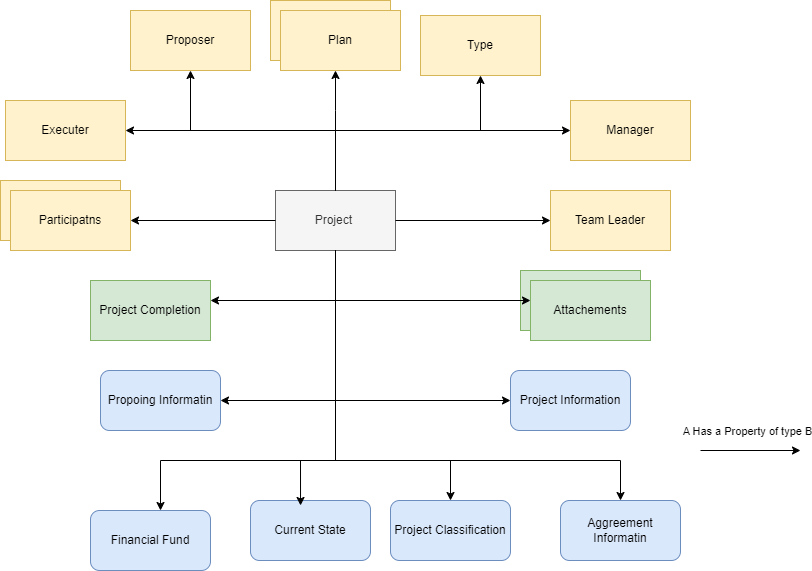 Proposer
Plan
Type
Executer
Manager
Participatns
Project
Team Leader
Project Completion
Attachements
Propoing Informatin
Project Information
A Has a Property of type B
Financial Fund
Current State
Project Classification
Aggreement
Informatin